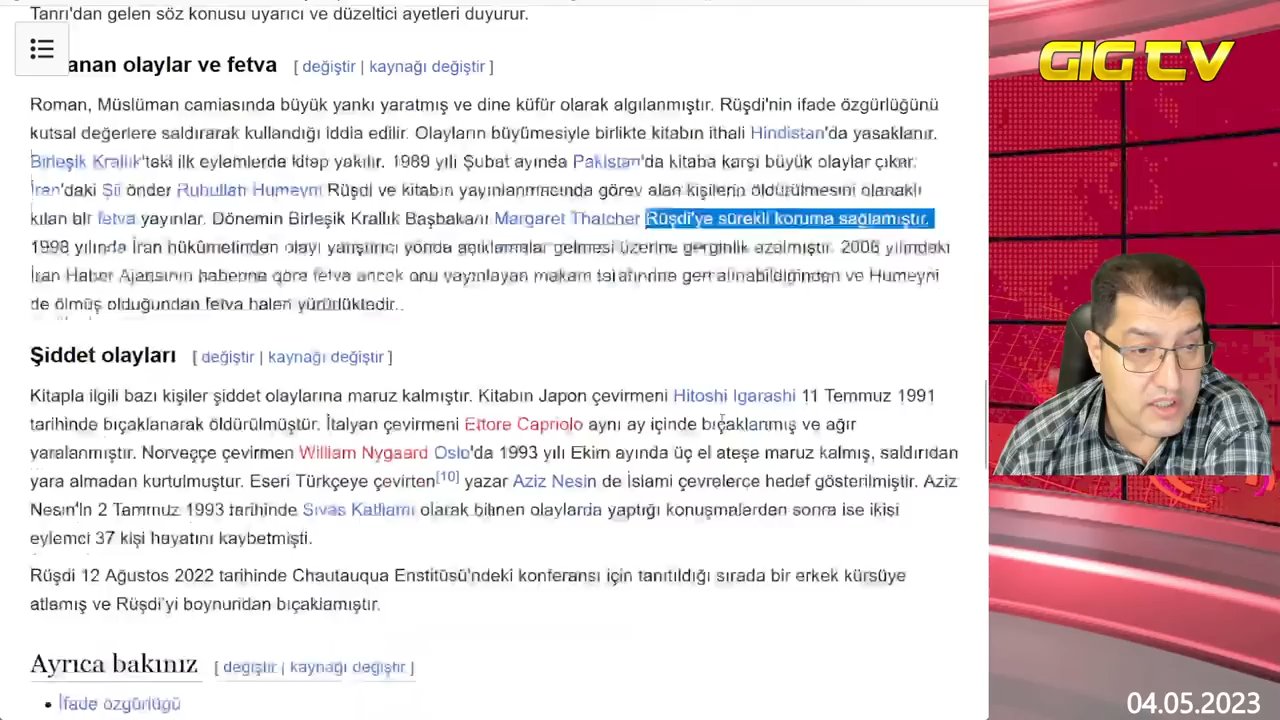 Tanrı'dan gelen söz konusu uyarıcı ve düzeltici ayetleri duyurur.
anan olaylar ve fetva [ değiştir | kaynağı değiştir ]
Roman, Müslüman camiasında büyük yankı yaratmış ve dine küfür olarak algılanmıştır. Rüşdi'nin ifade özgürlüğünü
kutsal değerlere saldırarak kullandığı iddia edilir. Olayların büyümesiyle birlikte kitabın ithali Hindistan'da yasaklanır.
Birleşik Krallık'taki ilk eylemlerde kitap yakılır. 1989 yılı Şubat ayında Pakistan'da kitaba karşı büyük olaylar çıkar.
İran'daki Şii önder Ruhullah Humeyni Rüşdi ve kitabın yayınlanmasında görev alan kişilerin öldürülmesini olanaklı
kılan bir fetva yayınlar. Dönemin Birleşik Krallık Başbakanı Margaret Thatcher Rüşdi'ye sürekli koruma sağlamıştır.
1998 yılında İran hükûmetinden olayı yatıştırıcı yönde açıklamalar gelmesi üzerine gerginlik azalmıştır. 2006 yılındaki
İran Haber Ajansının haberine göre fetva ancak onu yayınlayan makam tarafından geri alınabildiğinden ve Humeyni
de ölmüş olduğundan fetva halen yürürlüktedir.
Şiddet olayları [ değiştir | kaynağı değiştir ]
Kitapla ilgili bazı kişiler şiddet olaylarına maruz kalmıştır. Kitabın Japon çevirmeni Hitoshi Igarashi 11 Temmuz 1991
tarihinde bıçaklanarak öldürülmüştür. İtalyan çevirmeni Ettore Capriolo aynı ay içinde bıçaklanmış ve ağır
yaralanmıştır. Norveççe çevirmen William Nygaard Oslo'da 1993 yılı Ekim ayında üç el ateşe maruz kalmış, saldırıdan
yara almadan kurtulmuştur. Eseri Türkçeye çevirten[10] yazar Aziz Nesin de İslami çevrelerce hedef gösterilmiştir. Aziz
Nesin'in 2 Temmuz 1993 tarihinde Sivas Katliamı olarak bilinen olaylarda yaptığı konuşmalardan sonra ise ikisi
eylemci 37 kişi hayatını kaybetmişti.
Rüşdi 12 Ağustos 2022 tarihinde Chautauqua Enstitüsü'ndeki konferansı için tanıtıldığı sırada bir erkek kürsüye
atlamış ve Rüşdi'yi boynundan bıçaklamıştır.
Ayrıca bakınız [ değiştir | kaynağı değiştir ]
İfade özgürlüğü
GIG TV
04.05.2023